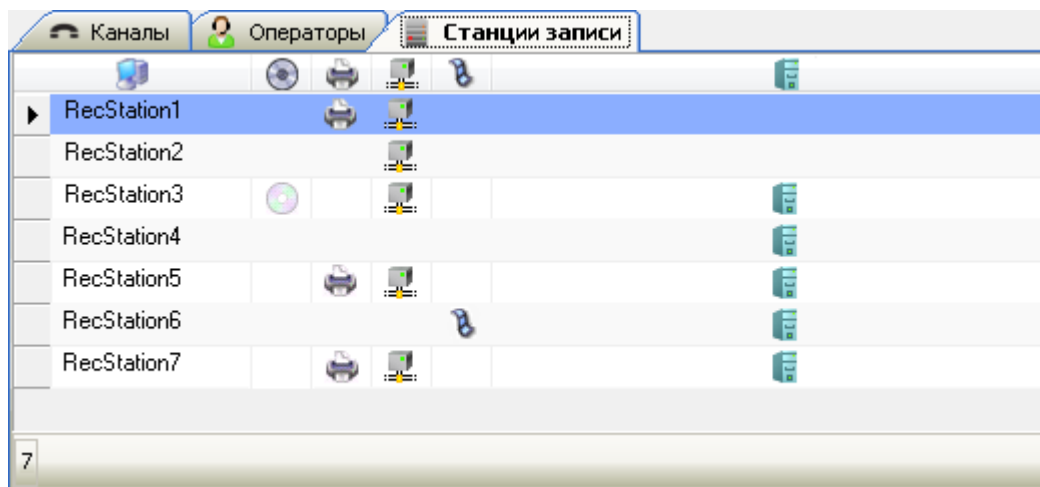 Каналы Операторы Станции записи
RecStation1
RecStation2
RecStation3
RecStation4
RecStation5
RecStation6
RecStation7
7